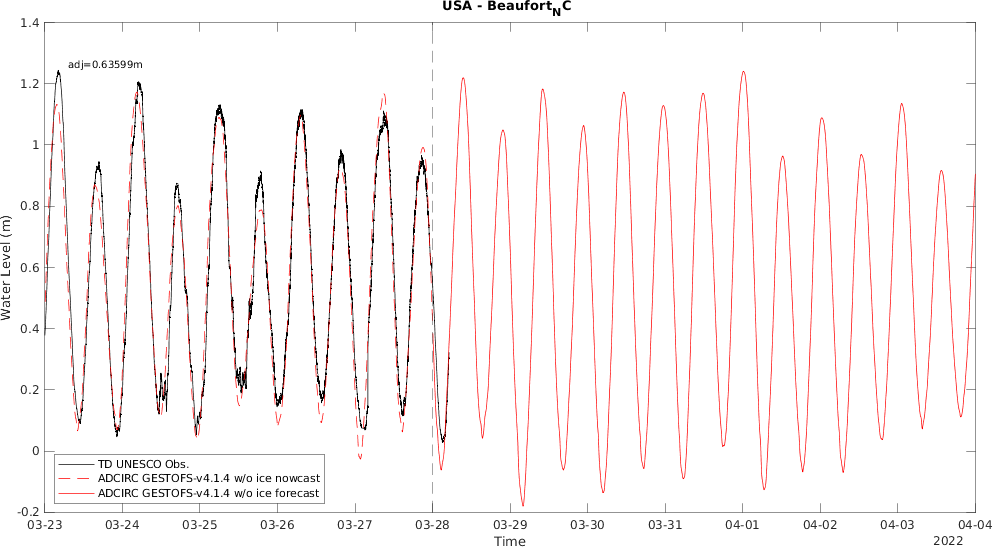 USA - Beaufort_NC
adj=0.63599m
Water Level (m)
1.4
1.2
1
0.8
0.6
0.4
0.2
0
-0.2
TD UNESCO Obs.
ADCIRC GESTOFS-v4.1.4 w/o ice nowcast
ADCIRC GESTOFS-v4.1.4 w/o ice forecast
03-23 03-24 03-25 03-26 03-27 03-28 03-29 03-30 03-31 04-01 04-02 04-03 04-04
Time
2022